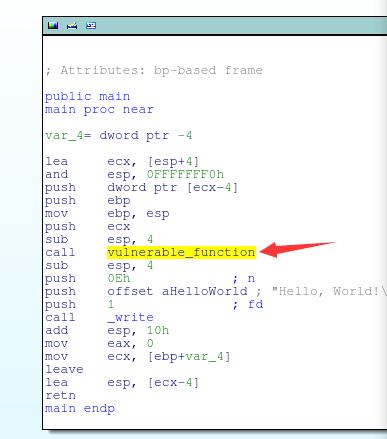 ; Attributes: bp-based frame
public main
main proc near
var_4= dword ptr -4
lea ecx, [esp+4]
and esp, 0FFFFFFF0h
push dword ptr [ecx-4]
push ebp
mov ebp, esp
push ecx
sub esp, 4
call vulnerable_function
sub esp, 4
push 0Eh ; n
push offset aHelloWorld ; "Hello, World!\
push 1 ; fd
call _write
add esp, 10h
mov eax, 0
mov ecx, [ebp+var_4]
leave
lea esp, [ecx-4]
retn
main endp